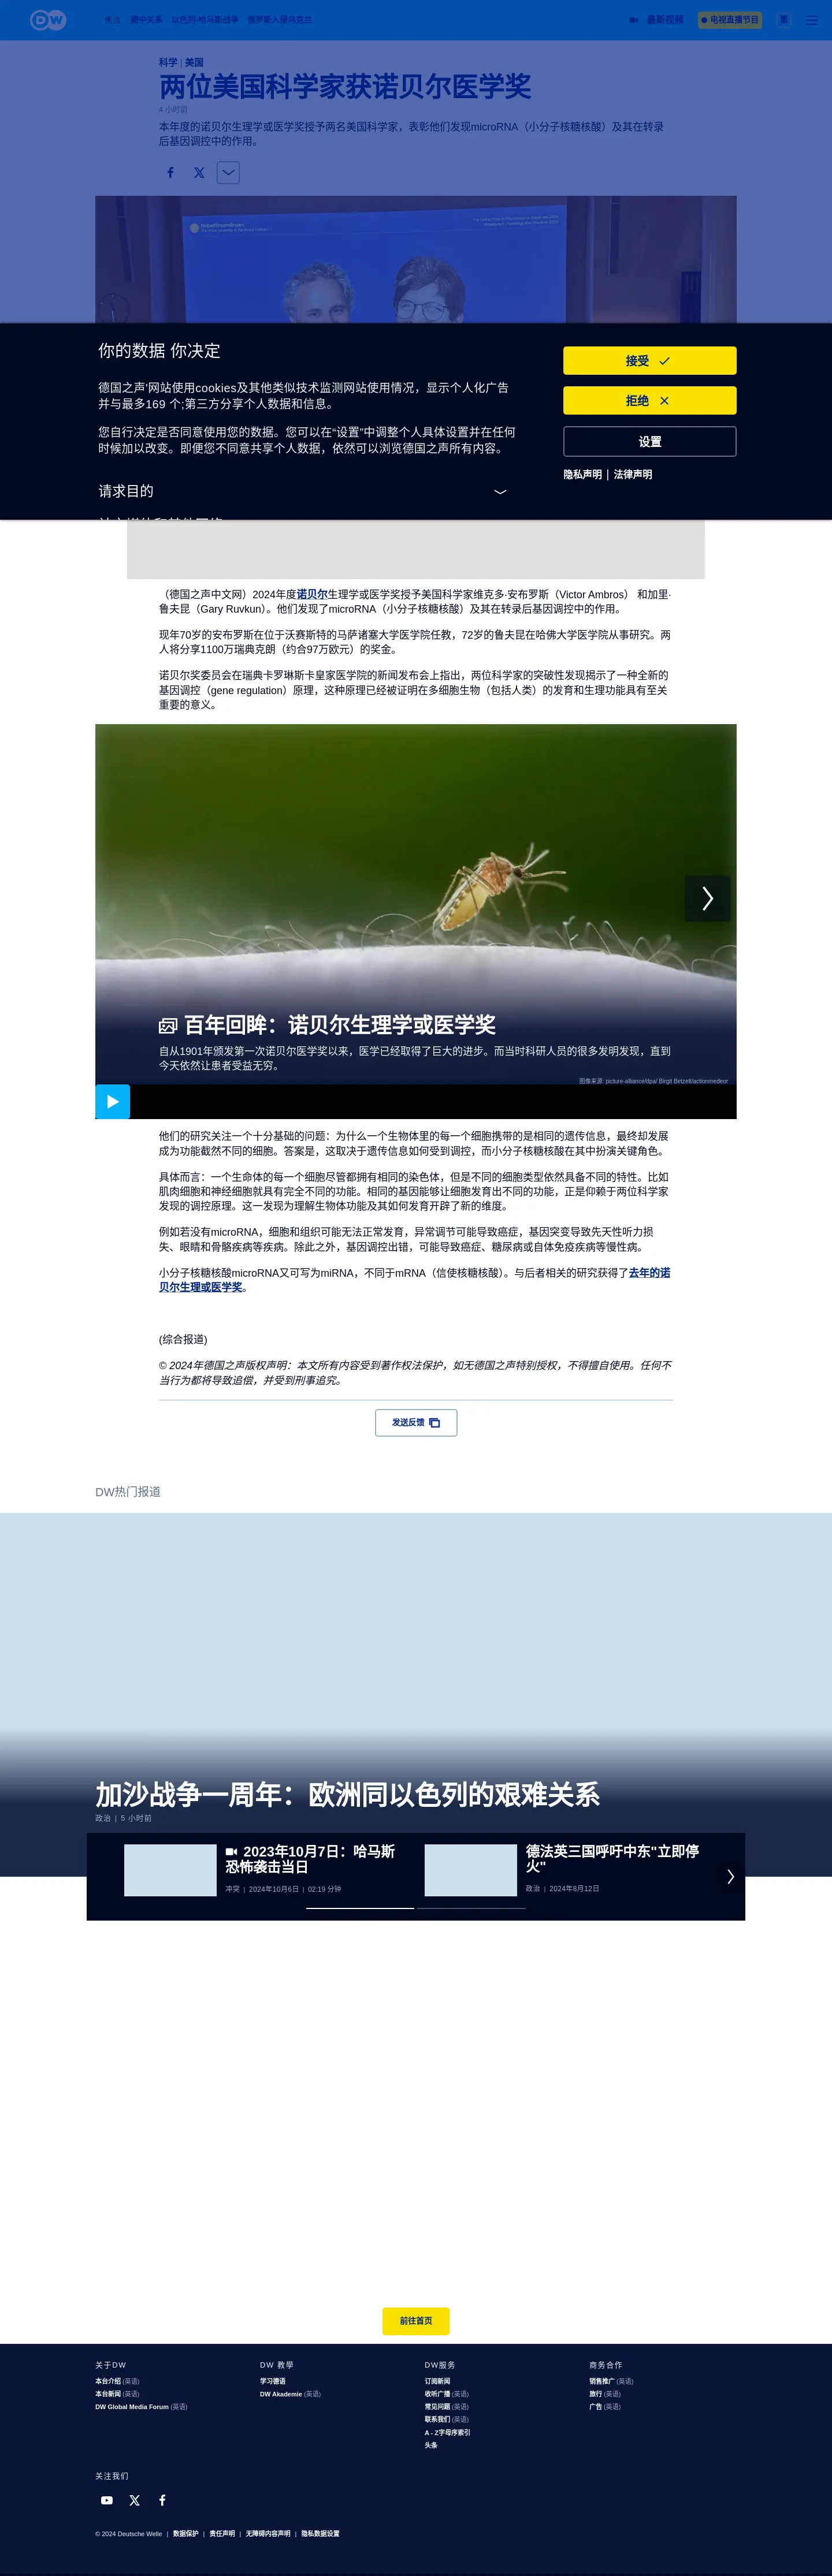 DW
焦点 德中关系 以色列-哈马斯战争 俄罗斯入侵乌克兰
最新视频
电视直播节目
繁
科学 | 美国
两位美国科学家获诺贝尔医学奖
4 小时前
本年度的诺贝尔生理学或医学奖授予两名美国科学家，表彰他们发现microRNA（小分子核糖核酸）及其在转录
后基因调控中的作用。
你的数据 你决定
德国之声'网站使用cookies及其他类似技术监测网站使用情况，显示个人化广告
并与最多169 个;第三方分享个人数据和信息。
您自行决定是否同意使用您的数据。您可以在“设置”中调整个人具体设置并在任何
时候加以改变。即便您不同意共享个人数据，依然可以浏览德国之声所有内容。
请求目的
接受
拒绝
设置
隐私声明 | 法律声明
（德国之声中文网）2024年度诺贝尔生理学或医学奖授予美国科学家维克多·安布罗斯（Victor Ambros） 和加里·
鲁夫昆（Gary Ruvkun）。他们发现了microRNA（小分子核糖核酸）及其在转录后基因调控中的作用。
现年70岁的安布罗斯在位于沃赛斯特的马萨诸塞大学医学院任教，72岁的鲁夫昆在哈佛大学医学院从事研究。两
人将分享1100万瑞典克朗（约合97万欧元）的奖金。
诺贝尔奖委员会在瑞典卡罗琳斯卡皇家医学院的新闻发布会上指出，两位科学家的突破性发现揭示了一种全新的
基因调控（gene regulation）原理，这种原理已经被证明在多细胞生物（包括人类）的发育和生理功能具有至关
重要的意义。
百年回眸：诺贝尔生理学或医学奖
自从1901年颁发第一次诺贝尔医学奖以来，医学已经取得了巨大的进步。而当时科研人员的很多发明发现，直到
今天依然让患者受益无穷。
图像来源: picture-alliance/dpa/ Birgit Betzelt/actionmedeor
他们的研究关注一个十分基础的问题：为什么一个生物体里的每一个细胞携带的是相同的遗传信息，最终却发展
成为功能截然不同的细胞。答案是，这取决于遗传信息如何受到调控，而小分子核糖核酸在其中扮演关键角色。
具体而言：一个生命体的每一个细胞尽管都拥有相同的染色体，但是不同的细胞类型依然具备不同的特性。比如
肌肉细胞和神经细胞就具有完全不同的功能。相同的基因能够让细胞发育出不同的功能，正是仰赖于两位科学家
发现的调控原理。这一发现为理解生物体功能及其如何发育开辟了新的维度。
例如若没有microRNA，细胞和组织可能无法正常发育，异常调节可能导致癌症，基因突变导致先天性听力损
失、眼睛和骨骼疾病等疾病。除此之外，基因调控出错，可能导致癌症、糖尿病或自体免疫疾病等慢性病。
小分子核糖核酸microRNA又可写为miRNA，不同于mRNA（信使核糖核酸）。与后者相关的研究获得了去年的诺
贝尔生理或医学奖。
(综合报道)
© 2024年德国之声版权声明：本文所有内容受到著作权法保护，如无德国之声特别授权，不得擅自使用。任何不
当行为都将导致追偿，并受到刑事追究。
发送反馈
DW热门报道
加沙战争一周年：欧洲同以色列的艰难关系
政治 | 5 小时前
2023年10月7日：哈马斯
恐怖袭击当日
冲突 | 2024年10月6日 | 02:19 分钟
德法英三国呼吁中东"立即停
火"
政治 | 2024年8月12日
前往首页
关于DW
本台介绍 (英语)
本台新闻 (英语)
DW Global Media Forum (英语)
DW 教學
学习德语
DW Akademie (英语)
DW服务
订阅新闻
收听广播 (英语)
常见问题 (英语)
联系我们 (英语)
A - Z字母序索引
头条
商务合作
销售推广 (英语)
旅行 (英语)
广告 (英语)
关注我们
© 2024 Deutsche Welle | 数据保护 | 责任声明 | 无障碍内容声明 | 隐私数据设置